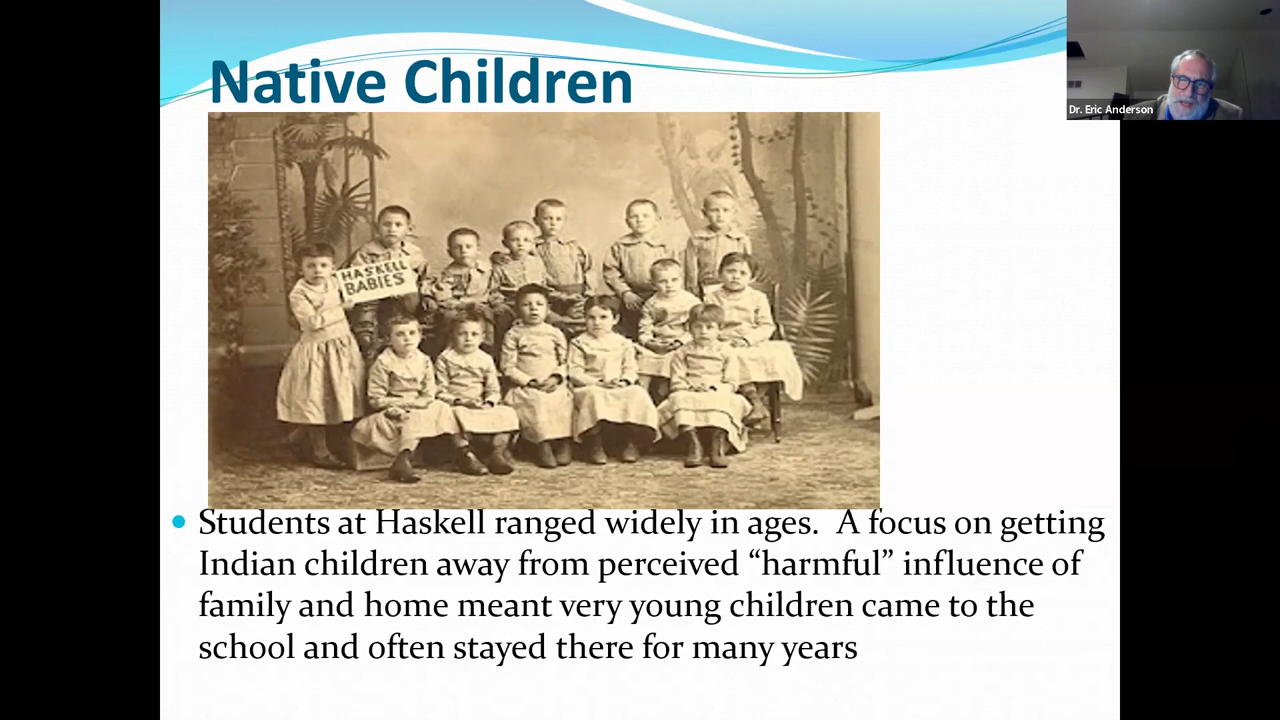 Native Children
Dr. Eric Anderson
HASKELL
BABIES
Students at Haskell ranged widely in ages.  A focus on getting
Indian children away from perceived “harmful” influence of
family and home meant very young children came to the
school and often stayed there for many years